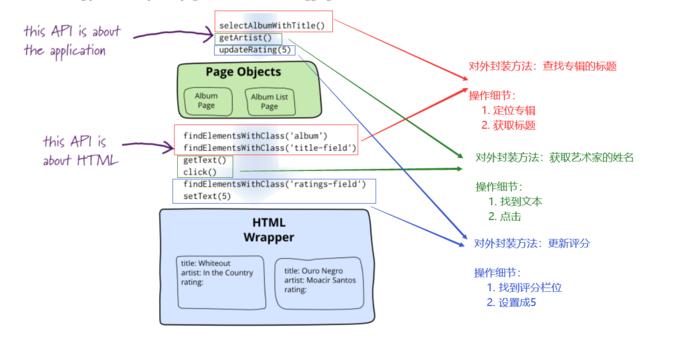 this API is about
the application
selectAlbumWithTitle()
getArtist()
updateRating(5)
Page Objects
Album
Page
Album List
Page
this API is
about HTML
findElementsWithClass('album')
findElementsWithClass('title-field')
getText()
click()
findElementsWithClass('ratings-field')
setText(5)
HTML
Wrapper
title: Whiteout
artist: In the Country
rating:
title: Ouro Negro
artist: Moacir Santos
rating:
对外封装方法：查找专辑的标题
操作细节：
1. 定位专辑
2. 获取标题
对外封装方法：获取艺术家的姓名
操作细节：
1. 找到文本
2. 点击
对外封装方法：更新评分
操作细节：
1. 找到评分栏位
2. 设置成5